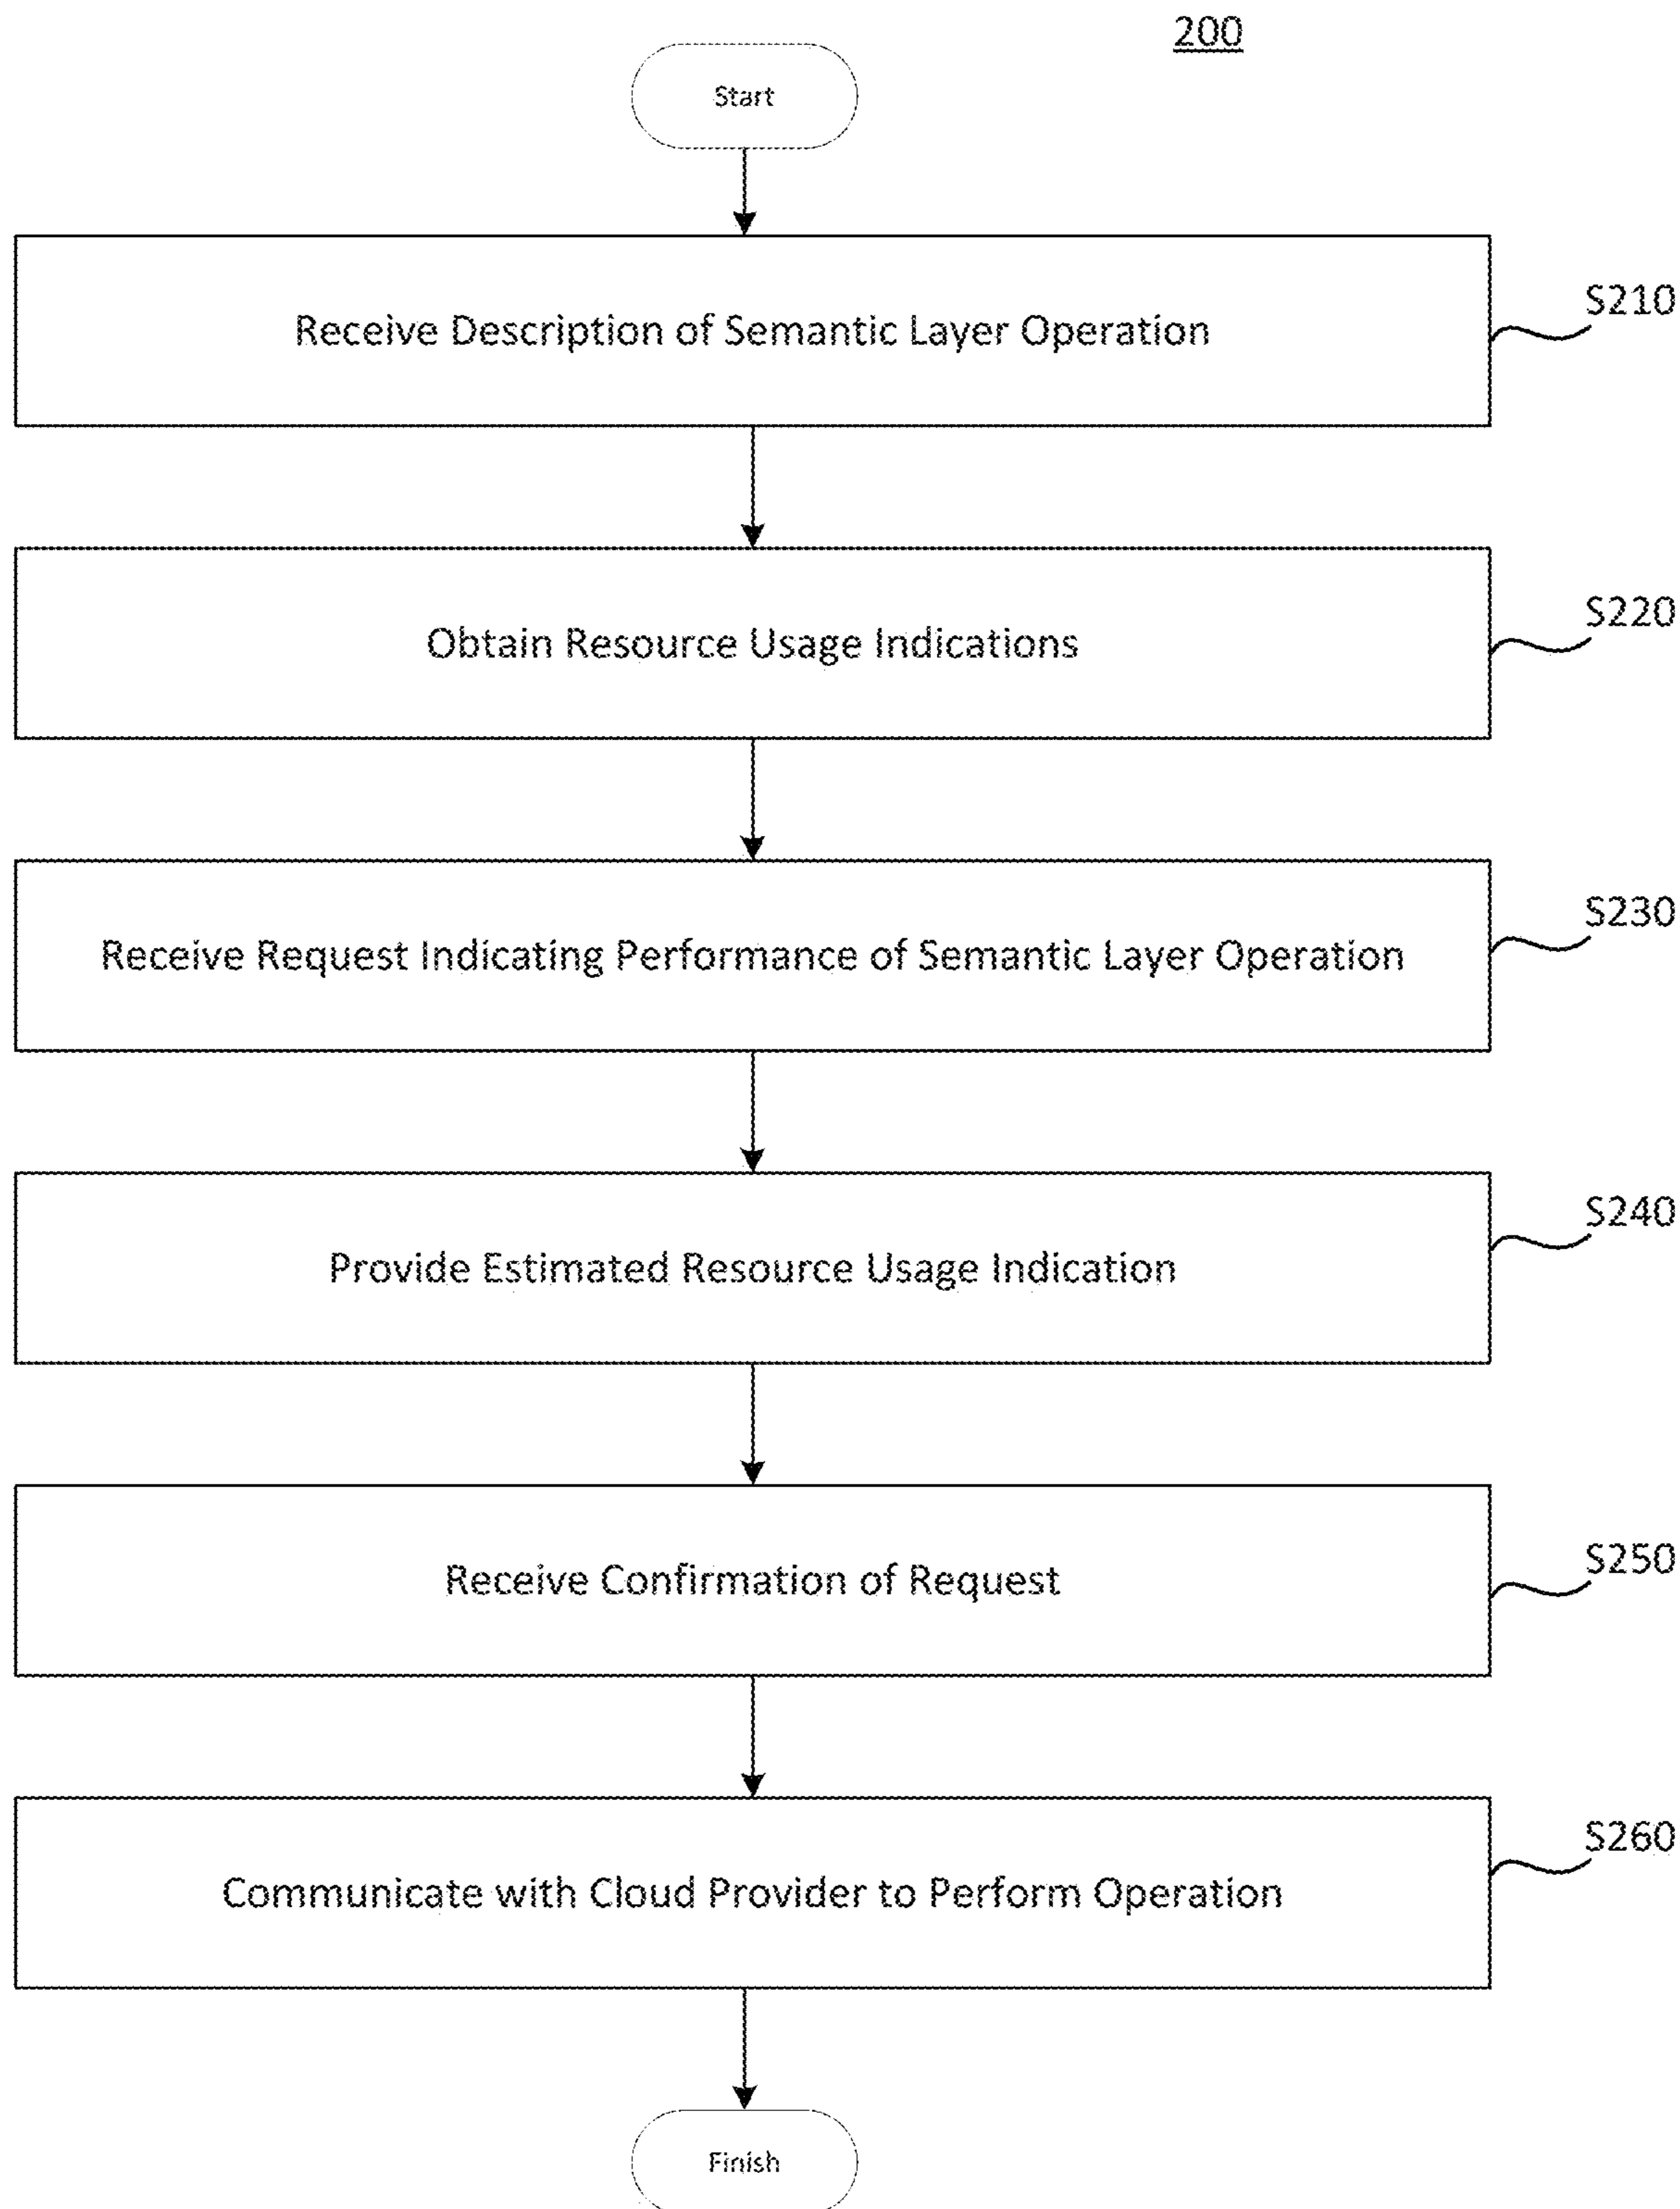 200
Start
Receive Description of Semantic Layer Operation
S210
Obtain Resource Usage Indications
S220
Receive Request Indicating Performance of Semantic Layer Operation
S230
Provide Estimated Resource Usage Indication
S240
Receive Confirmation of Request
S250
Communicate with Cloud Provider to Perform Operation
S260
Finish